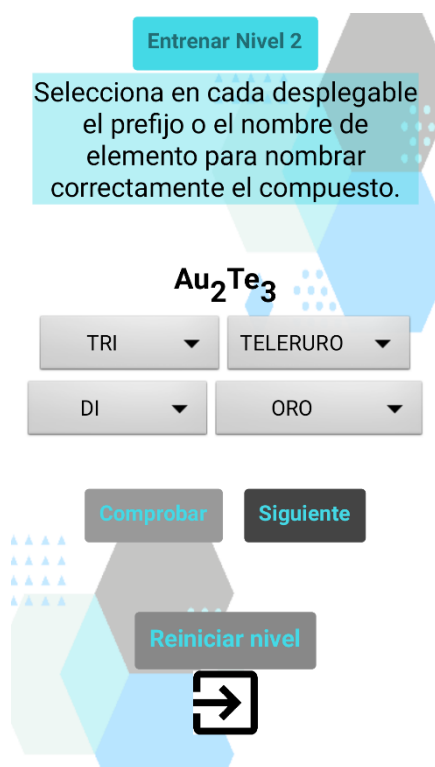 Entrenar Nivel 2
Selecciona en cada desplegable
el prefijo o el nombre de
elemento para nombrar
correctamente el compuesto.
Au₂Te₃
TRI TELERURO
DI ORO
Comprobar Siguiente
Reiniciar nivel